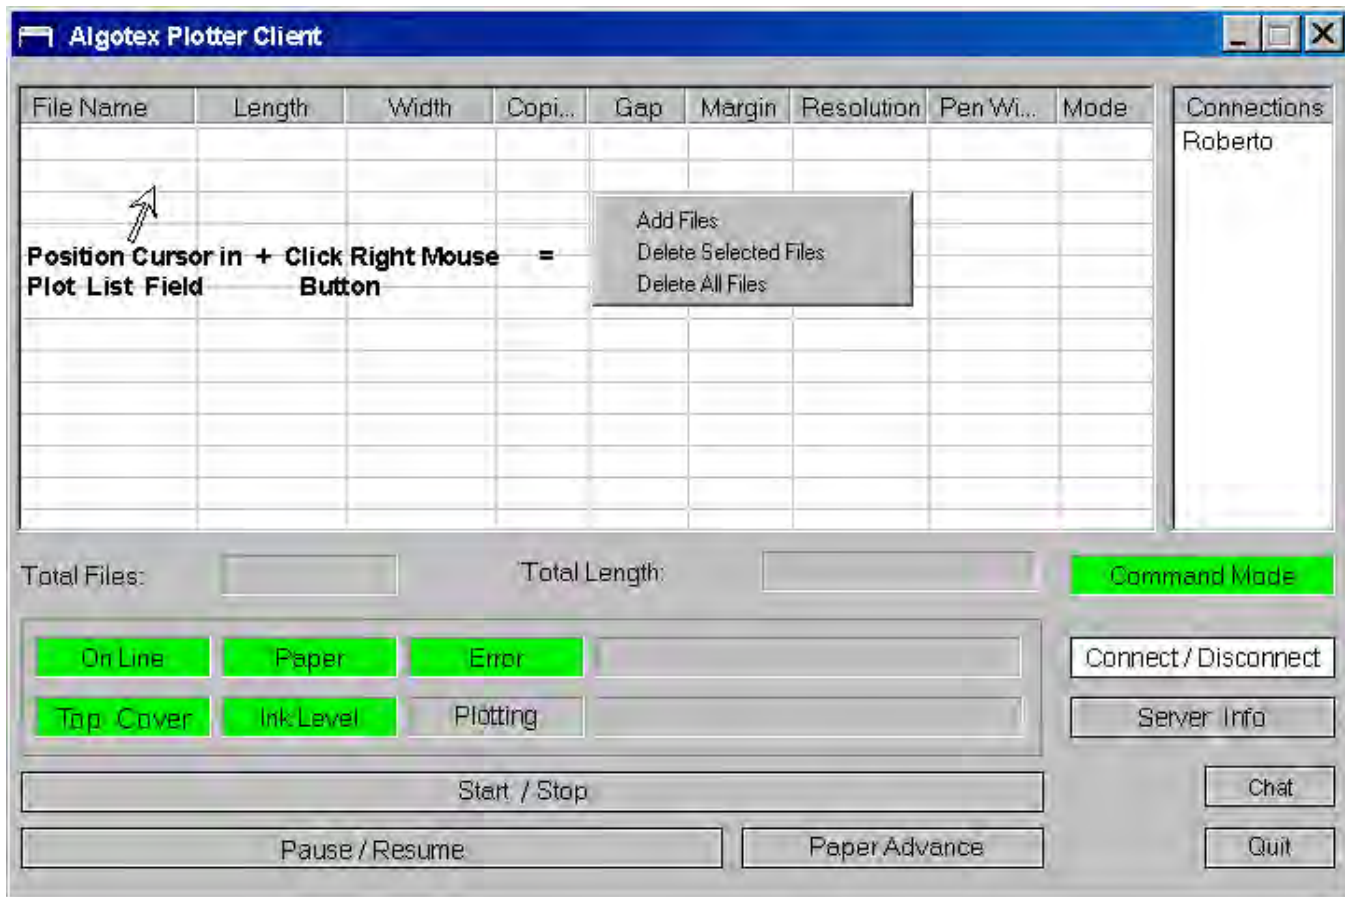 Algotex Plotter Client
File Name Length Width Copi... Gap Margin Resolution Pen Wi... Mode Connections
Roberto
Add Files
Delete Selected Files
Delete All Files
Position Cursor in + Click Right Mouse =
Plot List Field Button
Total Files: Total Length: Command Mode
On Line Paper Error Connect / Disconnect
Top Cover Ink Level Plotting Server Info
Start / Stop Chat
Pause / Resume Paper Advance Quit